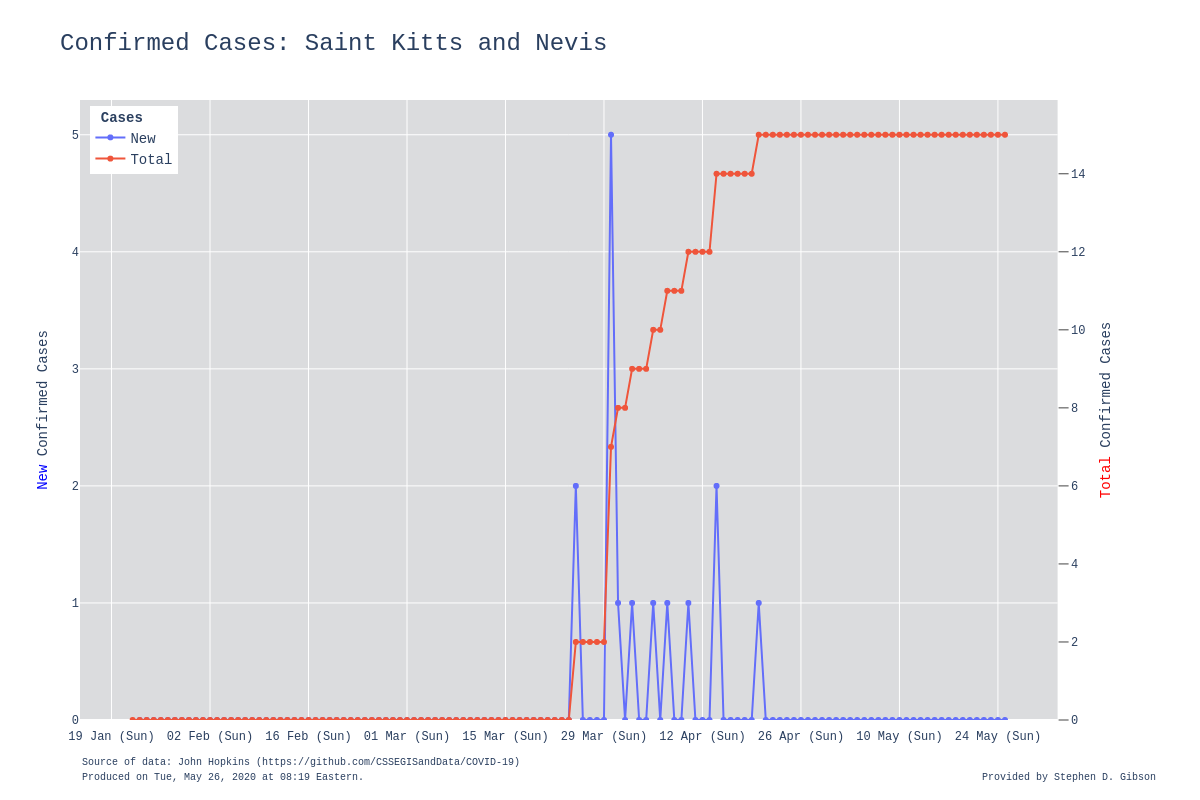 Confirmed Cases: Saint Kitts and Nevis
Cases
New
Total
5
4
3
2
1
0
New Confirmed Cases
14
12
10
8
6
4
2
0
Total Confirmed Cases
19 Jan (Sun) 02 Feb (Sun) 16 Feb (Sun) 01 Mar (Sun) 15 Mar (Sun) 29 Mar (Sun) 12 Apr (Sun) 26 Apr (Sun) 10 May (Sun) 24 May (Sun)
Source of data: John Hopkins (https://github.com/CSSEGISandData/COVID-19)
Produced on Tue, May 26, 2020 at 08:19 Eastern.
Provided by Stephen D. Gibson